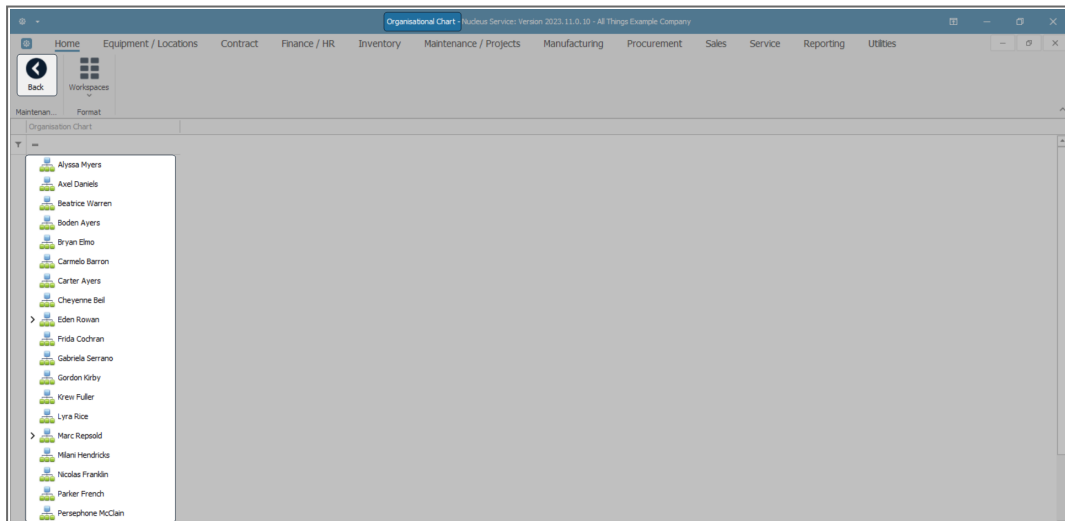 Organisational Chart - Nucleus Service: Version 2023.11.0.10 - All Things Example Company
Home Equipment / Locations Contract Finance / HR Inventory Maintenance / Projects Manufacturing Procurement Sales Service Reporting Utilities
Back Workspaces
Maintenan... Format
Organisation Chart
Alyssa Myers
Axel Daniels
Beatrice Warren
Boden Ayers
Bryan Elmo
Carmelo Barron
Carter Ayers
Cheyenne Beil
Eden Rowan
Frida Cochran
Gabriela Serrano
Gordon Kirby
Krew Fuller
Lyra Rice
Marc Repsold
Milani Hendricks
Nicolas Franklin
Parker French
Persephone McClain